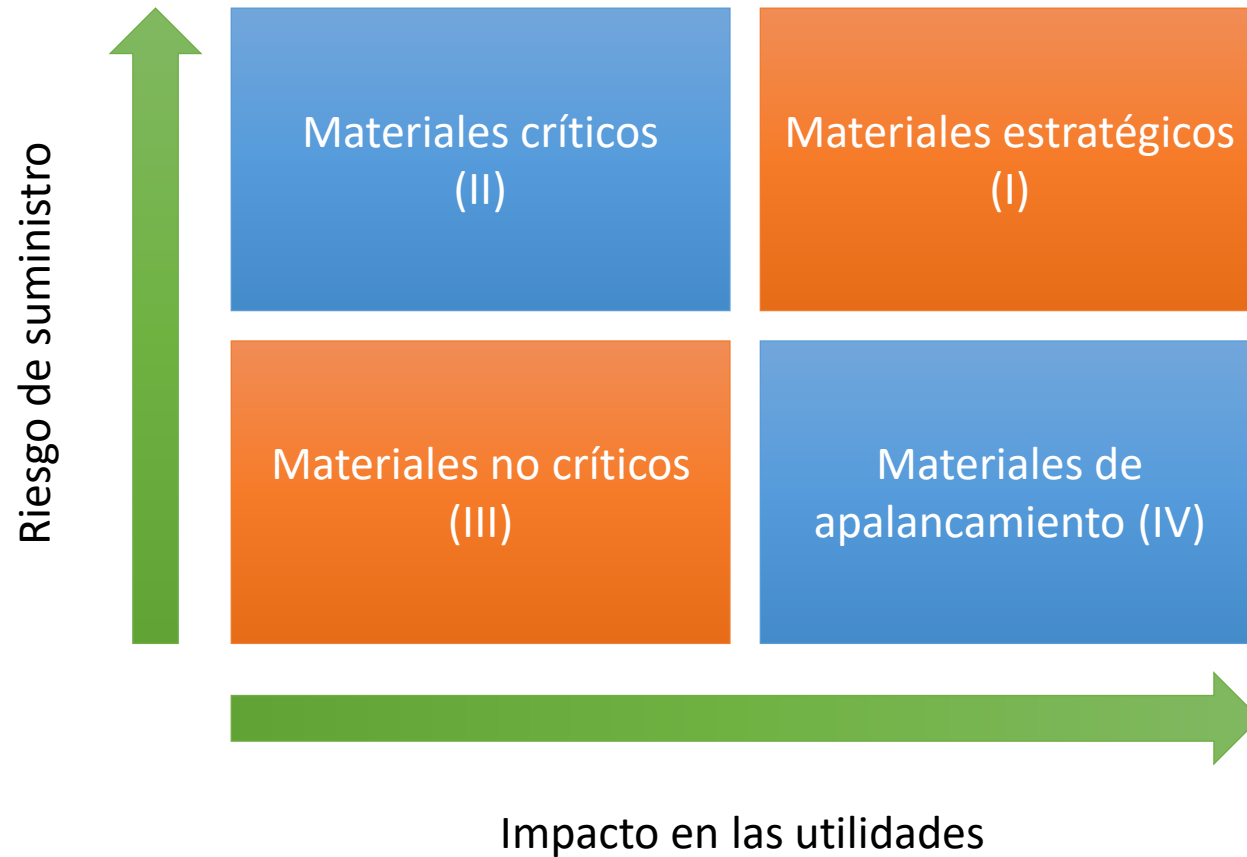 Riesgo de suministro
Materiales críticos
(II)
Materiales estratégicos
(I)
Materiales no críticos
(III)
Materiales de
apalancamiento (IV)
Impacto en las utilidades